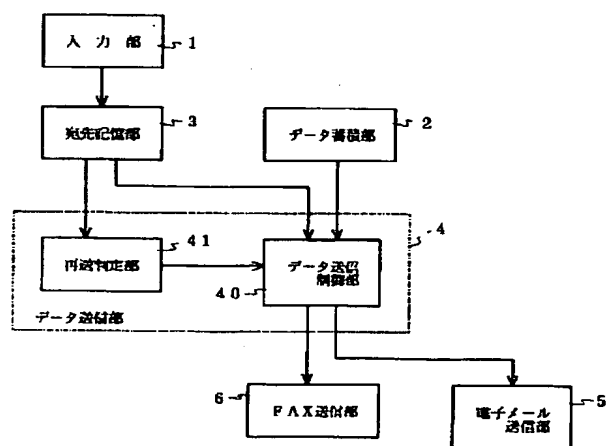 入 力 部
1
宛先記憶部
3
データ蓄積部
2
4
再送判定部
41
データ送信
制御部
40
データ送信部
6
FAX送信部
電子メール
送信部
5